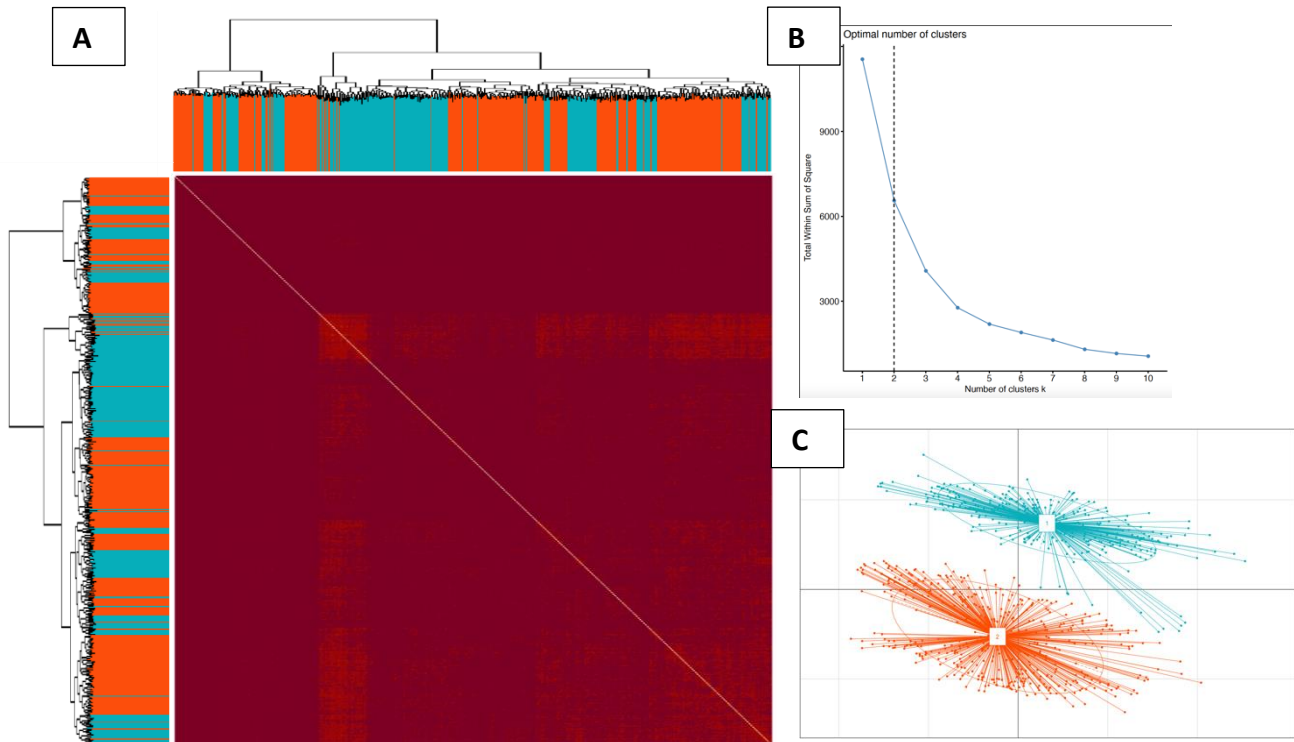 A
B
Optimal number of clusters
9000
6000
3000
Total Within Sum of Square
1 2 3 4 5 6 7 8 9 10
Number of clusters k
C
1
2